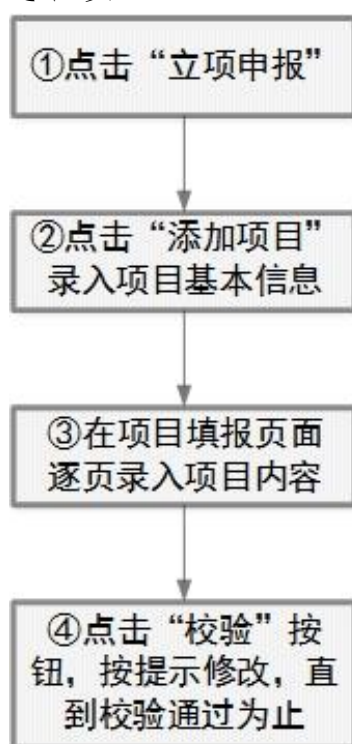 ①点击“立项申报”
②点击“添加项目”
录入项目基本信息
③在项目填报页面
逐页录入项目内容
④点击“校验”按
钮，按提示修改，直
到校验通过为止